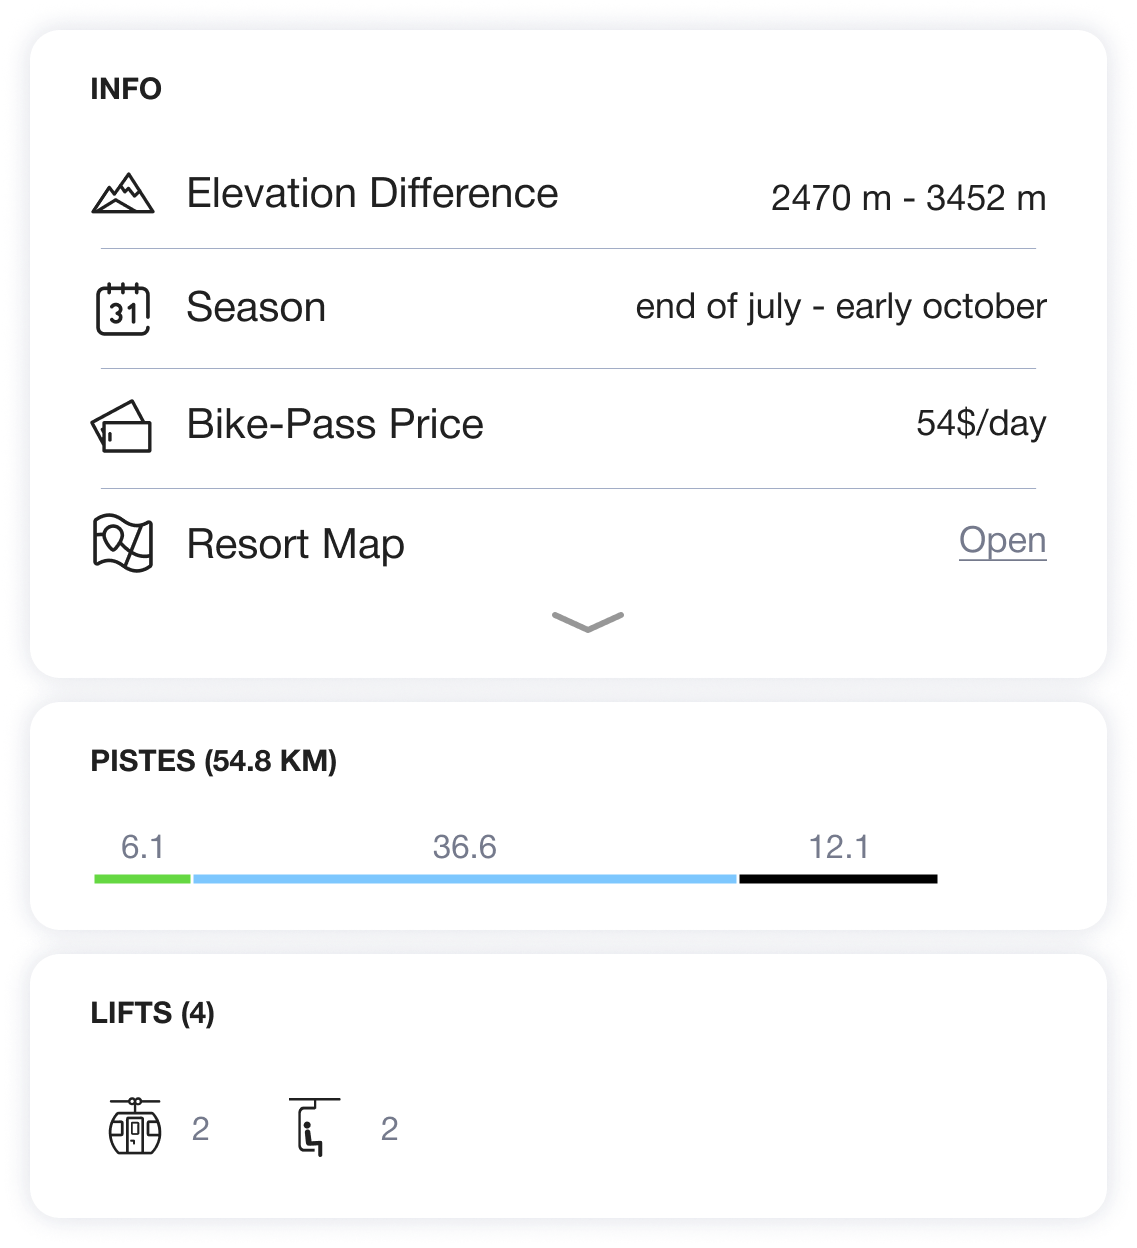 INFO
Elevation Difference 2470 m - 3452 m
31 Season end of july - early october
Bike-Pass Price 54$/day
Resort Map Open
PISTES (54.8 KM)
6.1 36.6 12.1
LIFTS (4)
2 2